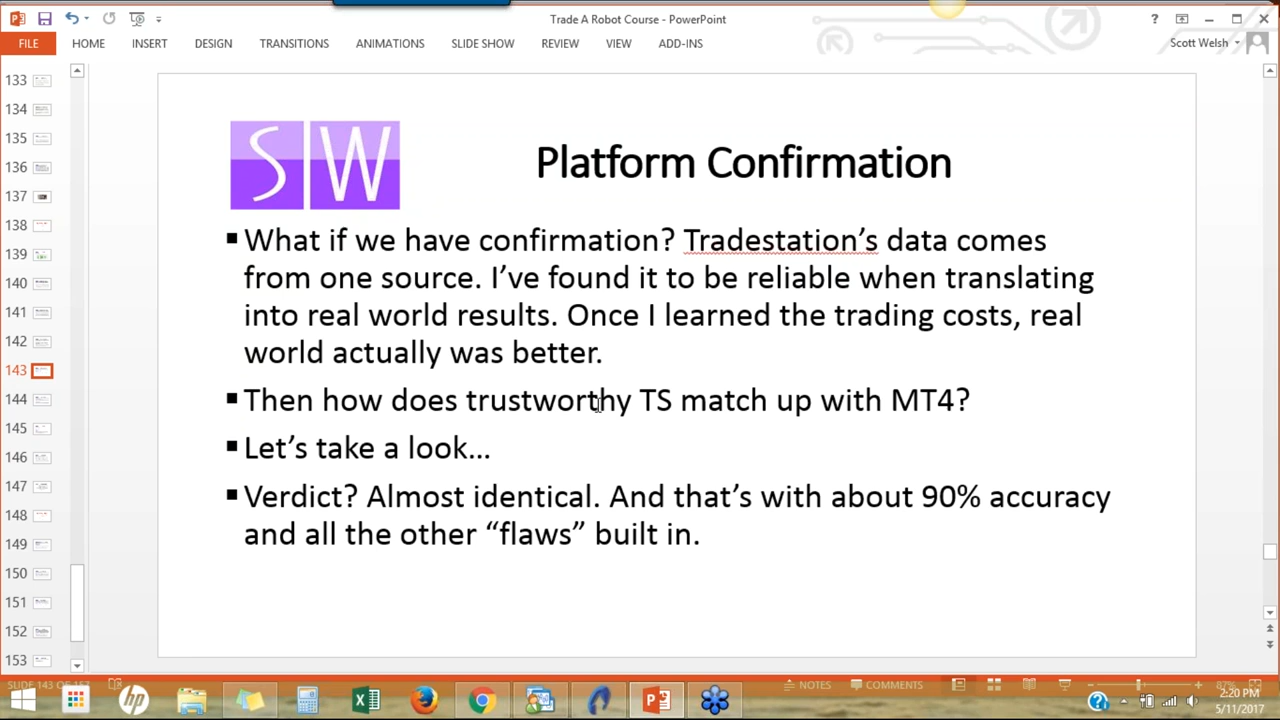 Trade A Robot Course - PowerPoint
?
FILE HOME INSERT DESIGN TRANSITIONS ANIMATIONS SLIDE SHOW REVIEW VIEW ADD-INS Scott Welsh
133
134
135
136
137
138
139
140
141
142
143
144
145
146
147
148
149
150
151
152
153
SW
Platform Confirmation
▪ What if we have confirmation? Tradestation’s data comes
from one source. I’ve found it to be reliable when translating
into real world results. Once I learned the trading costs, real
world actually was better.
▪ Then how does trustworthy TS match up with MT4?
▪ Let’s take a look…
▪ Verdict? Almost identical. And that’s with about 90% accuracy
and all the other “flaws” built in.
SLIDE 143 OF NOTES COMMENTS 87%
2:20 PM
5/11/2017